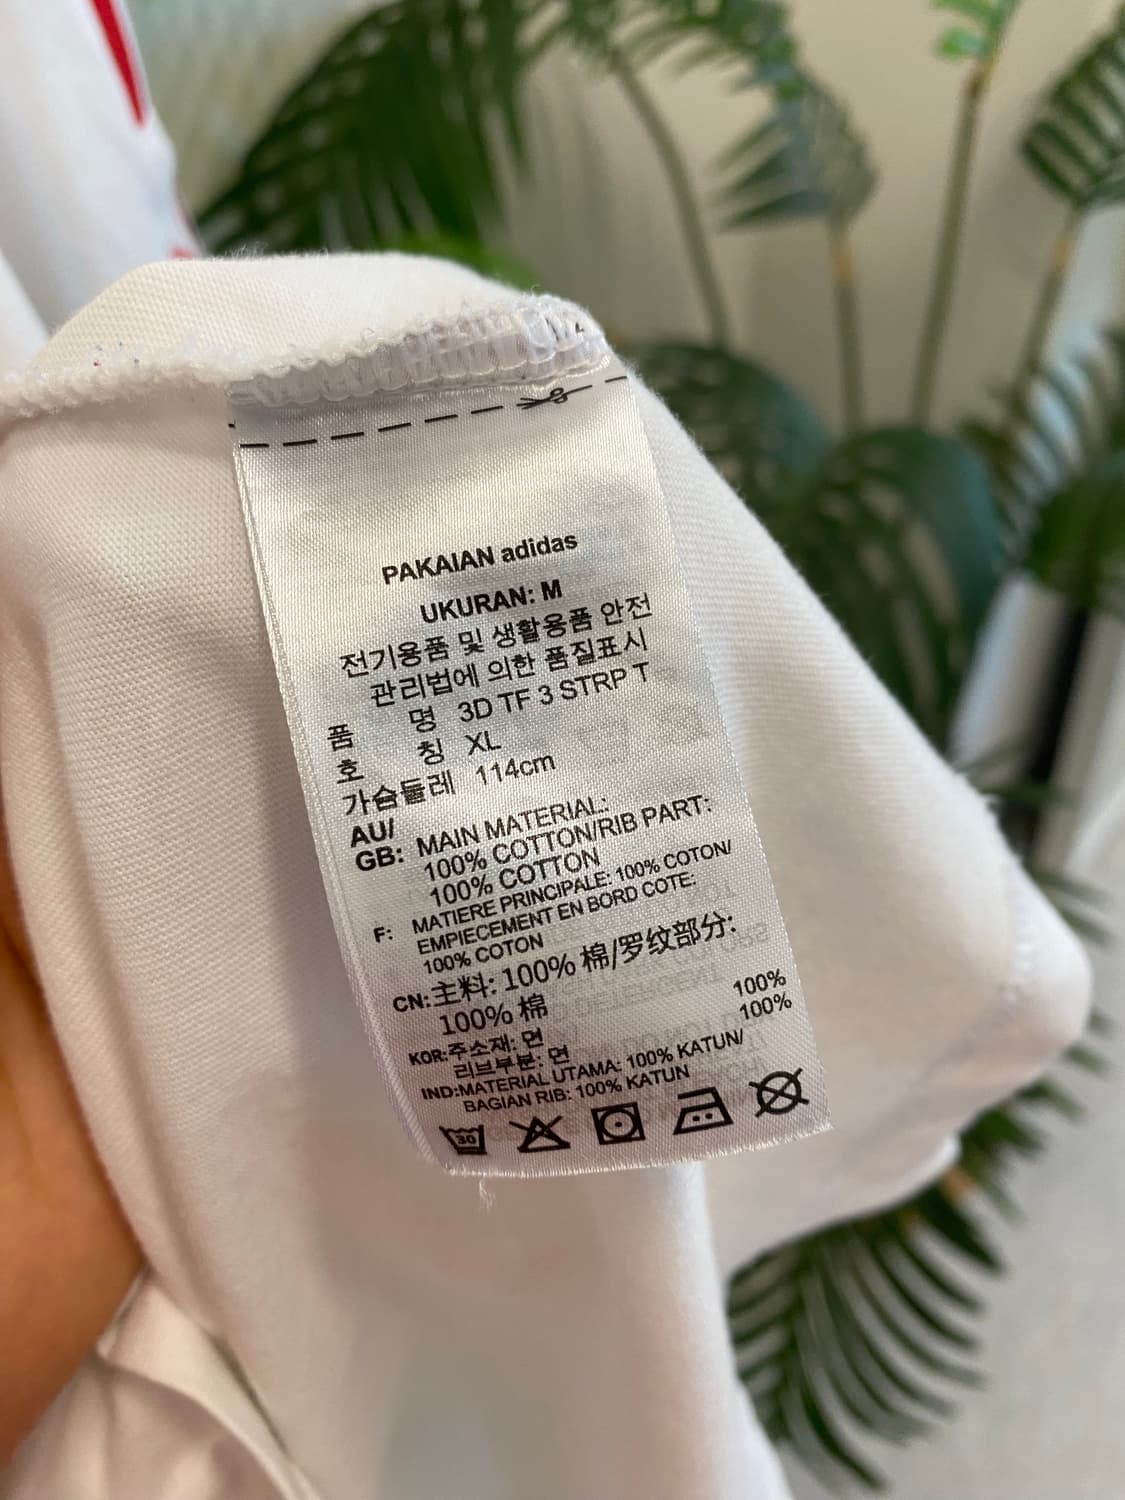 PAKAIAN adidas
UKURAN: M
전기용품 및 생활용품 안전
관리법에 의한 품질표시
품 명 3D TF 3 STRP T
호 칭 XL
가슴둘레 114cm
AU/
GB: MAIN MATERIAL:
100% COTTON/RIB PART:
100% COTTON
F: MATIERE PRINCIPALE: 100% COTON/
EMPIECEMENT EN BORD COTE:
100% COTON
CN:主料: 100% 棉/罗纹部分:
100% 棉
KOR:주소재: 면 100%
리브부분: 면 100%
IND:MATERIAL UTAMA: 100% KATUN/
BAGIAN RIB: 100% KATUN
30